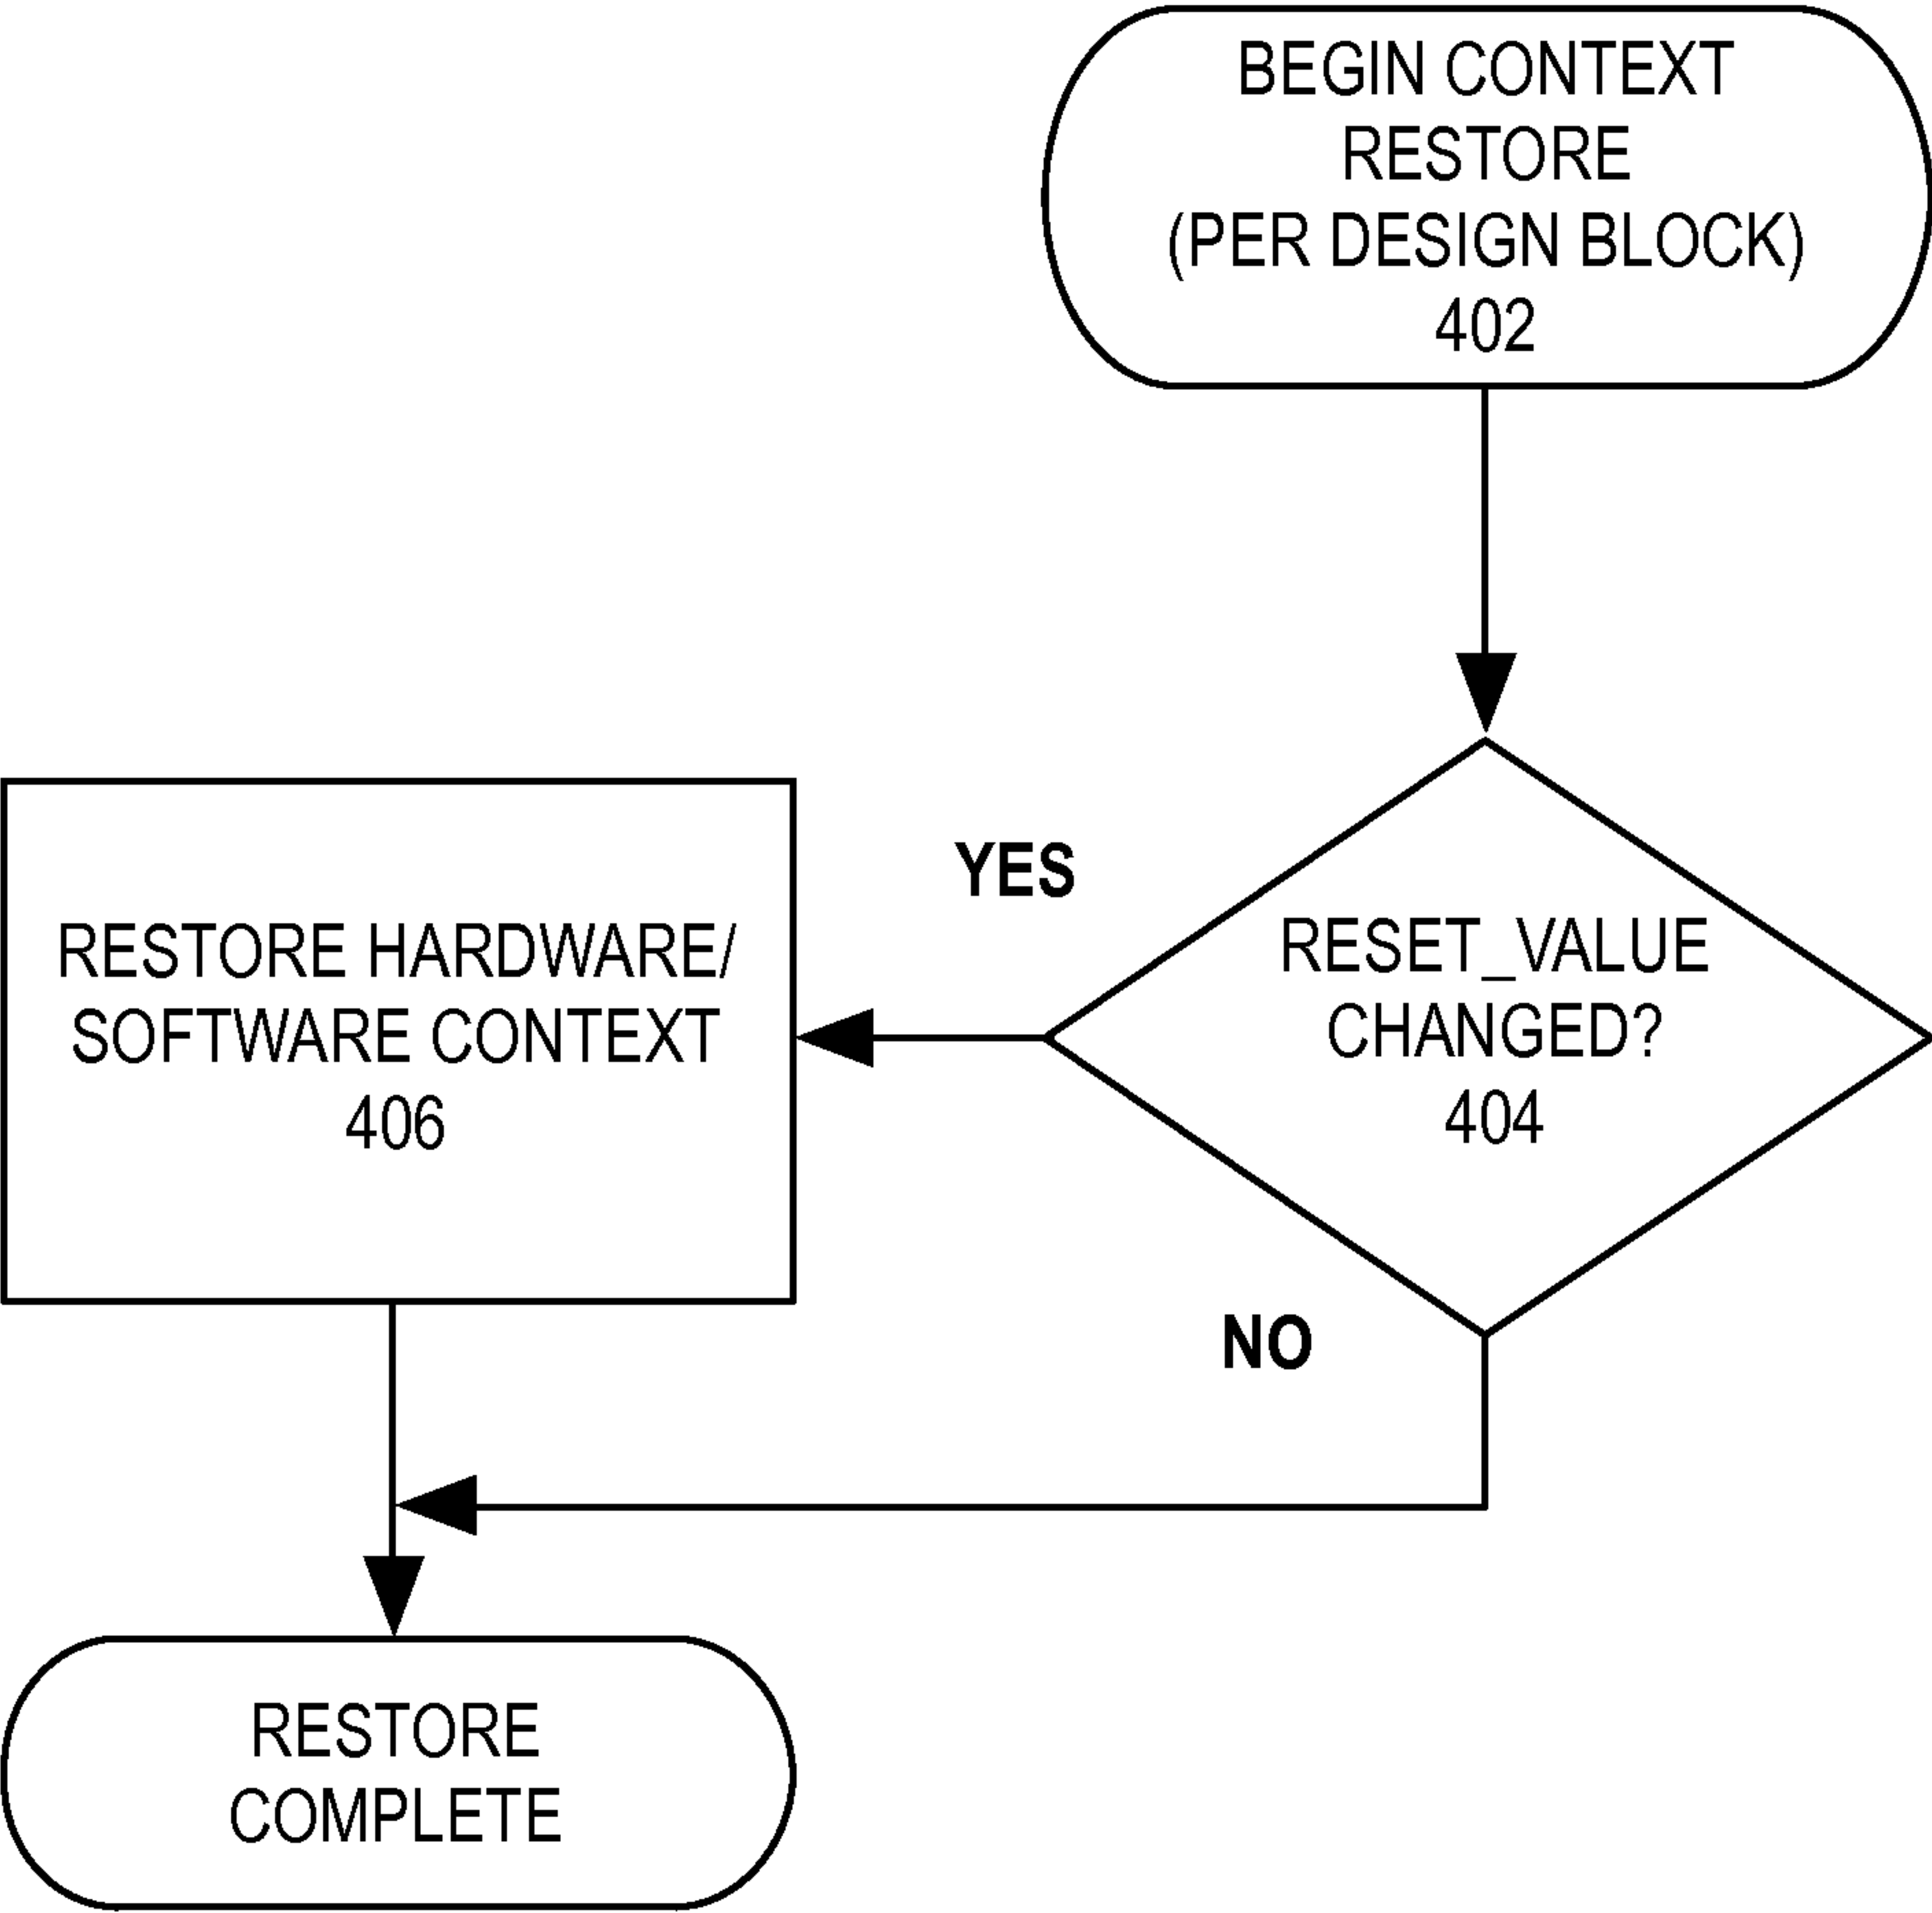 BEGIN CONTEXT
RESTORE
(PER DESIGN BLOCK)
402
YES
RESET_VALUE
CHANGED?
404
RESTORE HARDWARE/
SOFTWARE CONTEXT
406
NO
RESTORE
COMPLETE